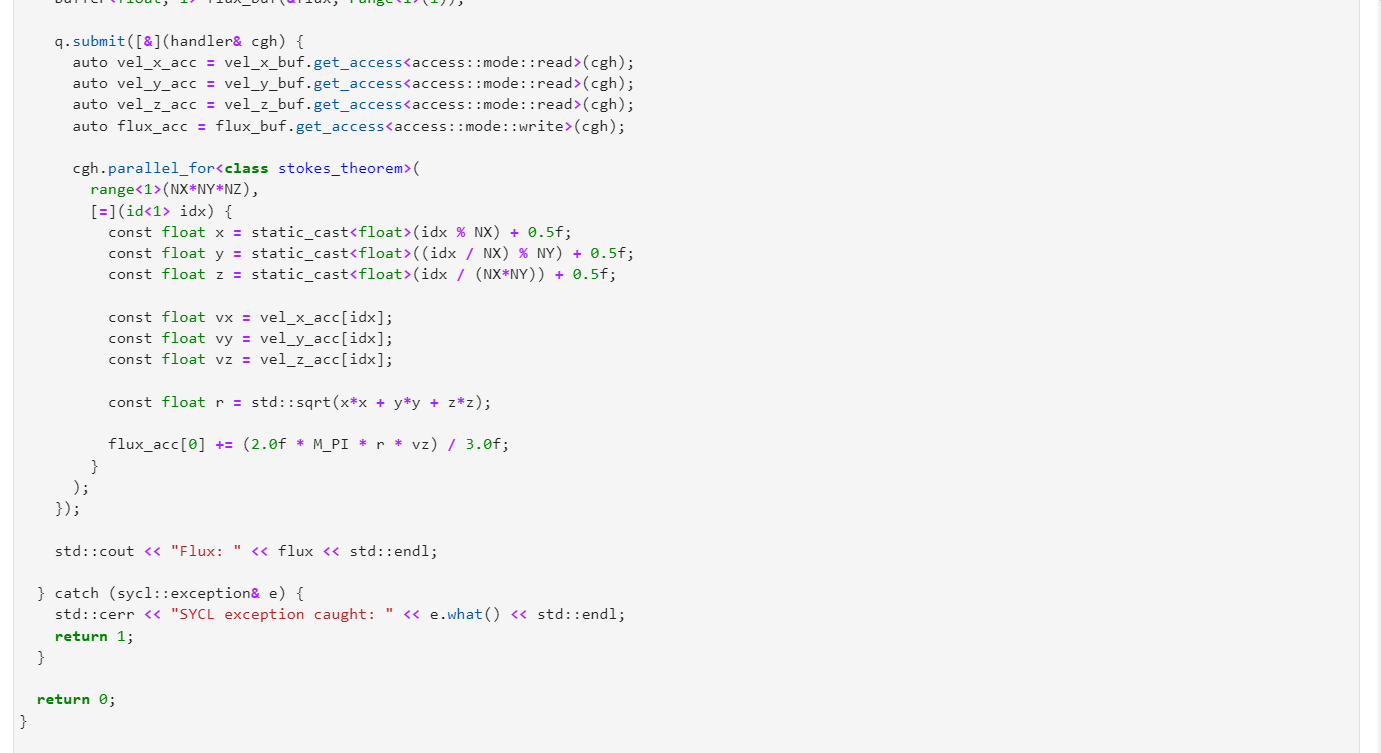 buffer<float, 1> flux_buf(&flux, range<1>(1));
q.submit([&](handler& cgh) {
auto vel_x_acc = vel_x_buf.get_access<access::mode::read>(cgh);
auto vel_y_acc = vel_y_buf.get_access<access::mode::read>(cgh);
auto vel_z_acc = vel_z_buf.get_access<access::mode::read>(cgh);
auto flux_acc = flux_buf.get_access<access::mode::write>(cgh);
cgh.parallel_for<class stokes_theorem>(
range<1>(NX*NY*NZ),
[=](id<1> idx) {
const float x = static_cast<float>(idx % NX) + 0.5f;
const float y = static_cast<float>((idx / NX) % NY) + 0.5f;
const float z = static_cast<float>(idx / (NX*NY)) + 0.5f;
const float vx = vel_x_acc[idx];
const float vy = vel_y_acc[idx];
const float vz = vel_z_acc[idx];
const float r = std::sqrt(x*x + y*y + z*z);
flux_acc[0] += (2.0f * M_PI * r * vz) / 3.0f;
}
);
});
std::cout << "Flux: " << flux << std::endl;
} catch (sycl::exception& e) {
std::cerr << "SYCL exception caught: " << e.what() << std::endl;
return 1;
}
return 0;
}